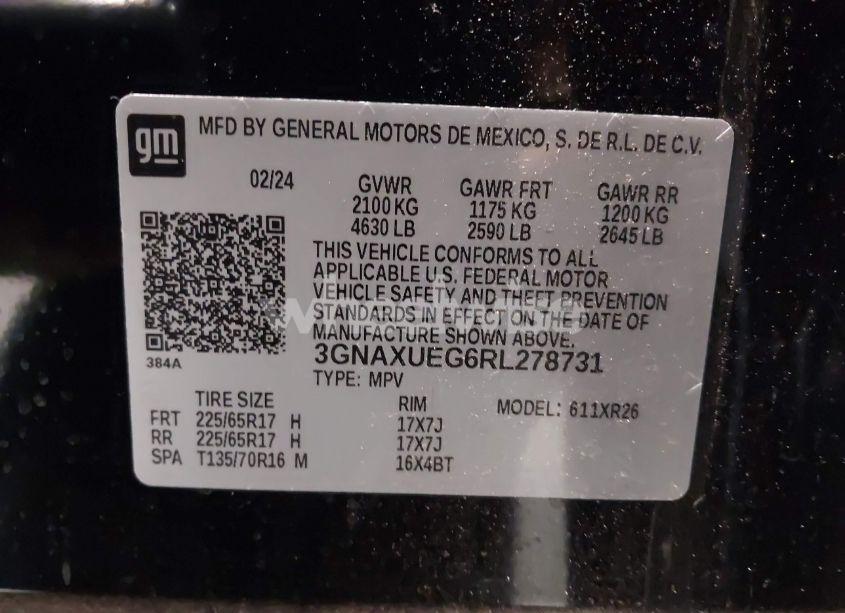 gm
MFD BY GENERAL MOTORS DE MEXICO, S. DE R.L. DE C.V.
02/24 GVWR GAWR FRT GAWR RR
2100 KG 1175 KG 1200 KG
4630 LB 2590 LB 2645 LB
THIS VEHICLE CONFORMS TO ALL
APPLICABLE U.S. FEDERAL MOTOR
VEHICLE SAFETY AND THEFT PREVENTION
STANDARDS IN EFFECT ON THE DATE OF
MANUFACTURE SHOWN ABOVE.
384A
3GNAXUEG6RL278731
TYPE: MPV
TIRE SIZE RIM MODEL: 611XR26
FRT 225/65R17 H 17X7J
RR 225/65R17 H 17X7J
SPA T135/70R16 M 16X4BT